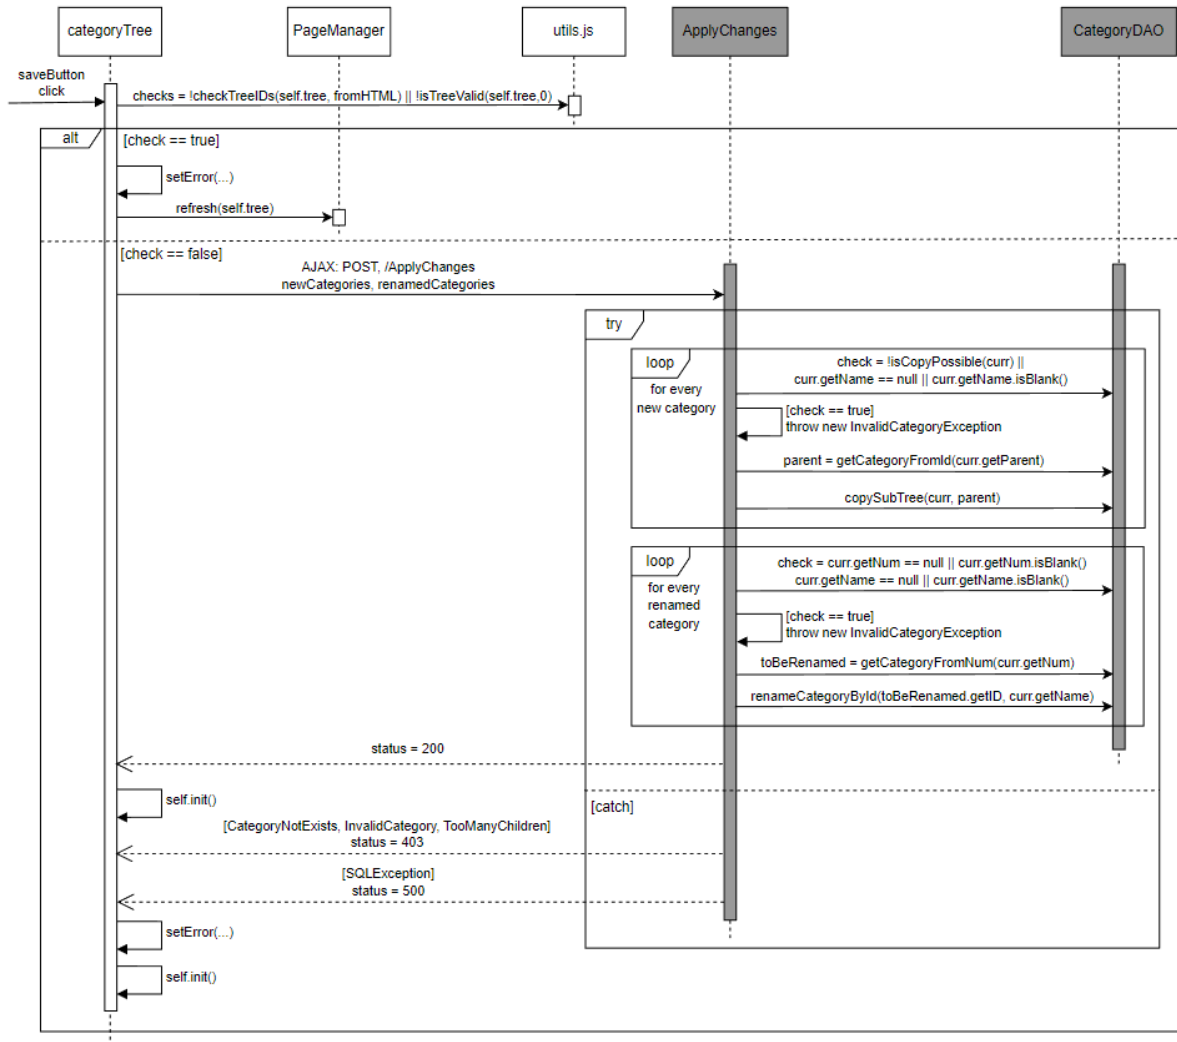 categoryTree
PageManager
utils.js
ApplyChanges
CategoryDAO
saveButton
click
checks = !checkTreeIDs(self.tree, fromHTML) || !isTreeValid(self.tree,0)
alt
[check == true]
setError(...)
refresh(self.tree)
[check == false]
AJAX: POST, /ApplyChanges
newCategories, renamedCategories
try
loop
for every
new category
check = !isCopyPossible(curr) ||
curr.getName == null || curr.getName.isBlank()
[check == true]
throw new InvalidCategoryException
parent = getCategoryFromId(curr.getParent)
copySubTree(curr, parent)
loop
for every
renamed
category
check = curr.getNum == null || curr.getNum.isBlank()
curr.getName == null || curr.getName.isBlank()
[check == true]
throw new InvalidCategoryException
toBeRenamed = getCategoryFromNum(curr.getNum)
renameCategoryById(toBeRenamed.getID, curr.getName)
status = 200
self.init()
[catch]
[CategoryNotExists, InvalidCategory, TooManyChildren]
status = 403
[SQLException]
status = 500
setError(...)
self.init()